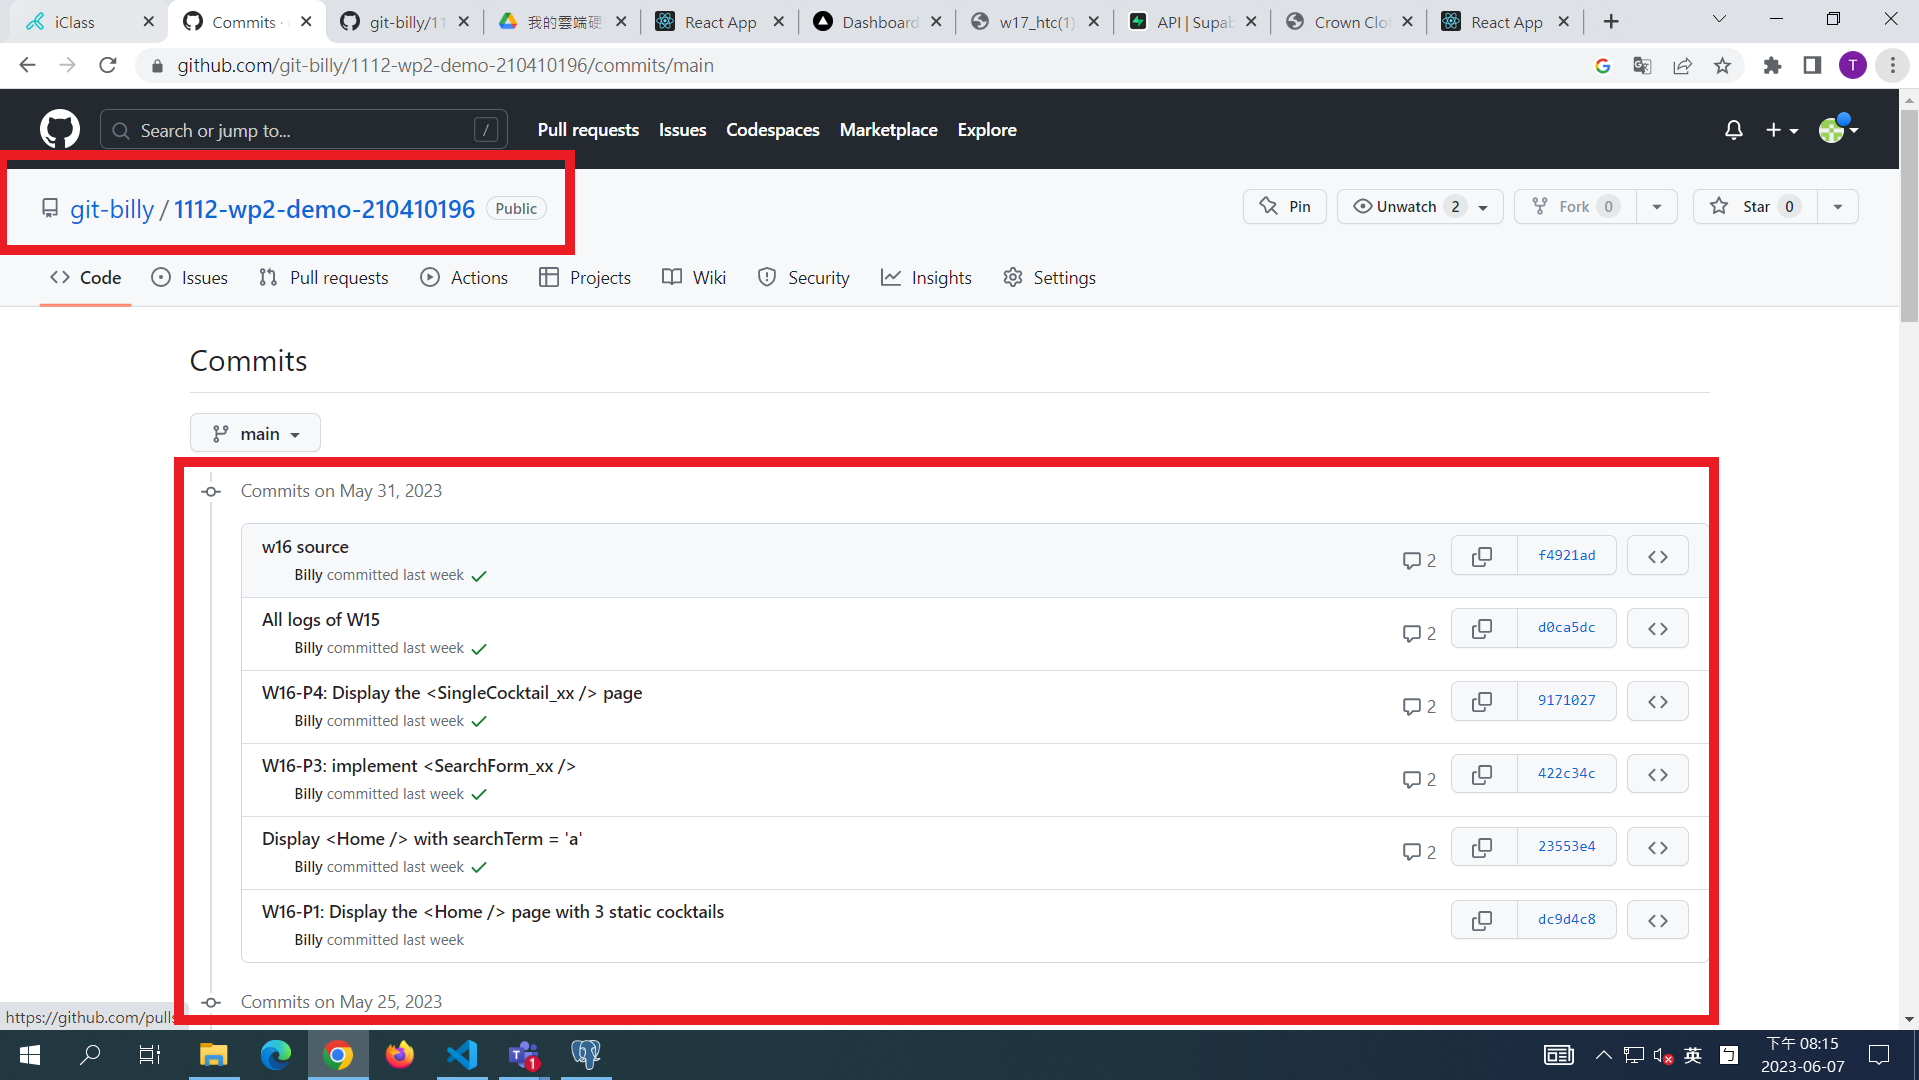 iClass
Commits ·
git-billy/11
我的雲端硬
React App
Dashboard
w17_htc(1)
API | Supab
Crown Clot
React App
github.com/git-billy/1112-wp2-demo-210410196/commits/main
T
Search or jump to...
/
Pull requests
Issues
Codespaces
Marketplace
Explore
git-billy / 1112-wp2-demo-210410196
Public
Pin
Unwatch 2
Fork 0
Star 0
Code
Issues
Pull requests
Actions
Projects
Wiki
Security
Insights
Settings
Commits
main
Commits on May 31, 2023
w16 source
Billy committed last week
2
f4921ad
All logs of W15
Billy committed last week
2
d0ca5dc
W16-P4: Display the <SingleCocktail_xx /> page
Billy committed last week
2
9171027
W16-P3: implement <SearchForm_xx />
Billy committed last week
2
422c34c
Display <Home /> with searchTerm = 'a'
Billy committed last week
2
23553e4
W16-P1: Display the <Home /> page with 3 static cocktails
Billy committed last week
dc9d4c8
Commits on May 25, 2023
https://github.com/pulls
1
英
ㄅ
下午 08:15
2023-06-07